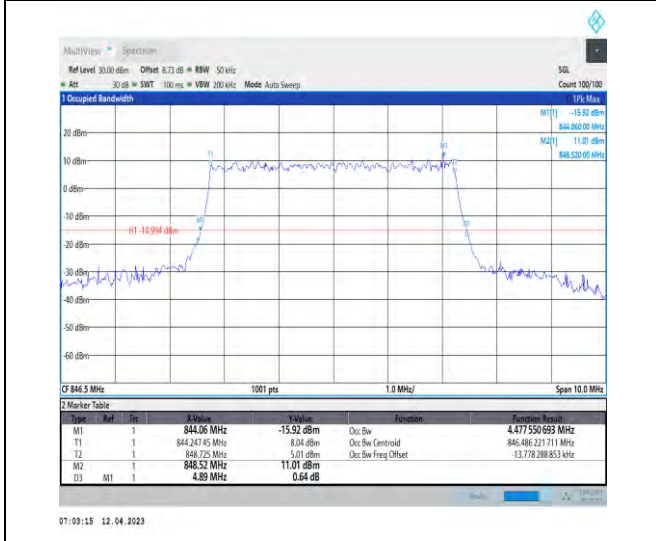 MultiView Spectrum
Ref Level 30.00 dBm Offset 8.73 dB RBW 50 kHz SGL
Att 30 dB SWT 100 ms VBW 200 kHz Mode Auto Sweep Count 100/100
1 Occupied Bandwidth 1Pk Max
M1[1] -15.92 dBm
844.060 00 MHz
M2[1] 11.01 dBm
848.520 00 MHz
20 dBm
10 dBm
0 dBm
-10 dBm
H1 -14.994 dBm
-30 dBm
-40 dBm
-50 dBm
-60 dBm
T1
M2
T2
M1
D3
CF 846.5 MHz 1001 pts 1.0 MHz/ Span 10.0 MHz
2 Marker Table
Type Ref Trc X-Value Y-Value Function Function Result
M1 1 844.06 MHz -15.92 dBm Occ Bw 4.477 550 693 MHz
T1 1 844.247 45 MHz 8.04 dBm Occ Bw Centroid 846.486 221 711 MHz
T2 1 848.725 MHz 5.01 dBm Occ Bw Freq Offset -13.778 288 853 kHz
M2 1 848.52 MHz 11.01 dBm
D3 M1 1 4.89 MHz 0.64 dB
07:03:15 12.04.2023